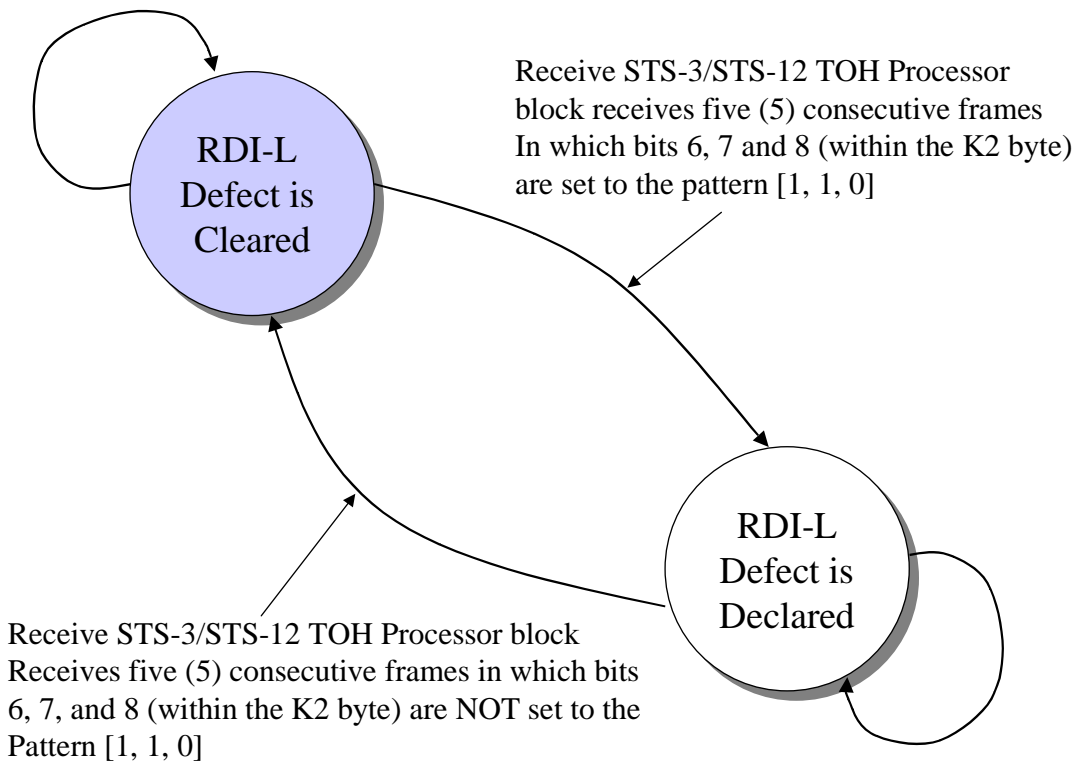 RDI-L
Defect is
Cleared
Receive STS-3/STS-12 TOH Processor
block receives five (5) consecutive frames
In which bits 6, 7 and 8 (within the K2 byte)
are set to the pattern [1, 1, 0]
RDI-L
Defect is
Declared
Receive STS-3/STS-12 TOH Processor block
Receives five (5) consecutive frames in which bits
6, 7, and 8 (within the K2 byte) are NOT set to the
Pattern [1, 1, 0]